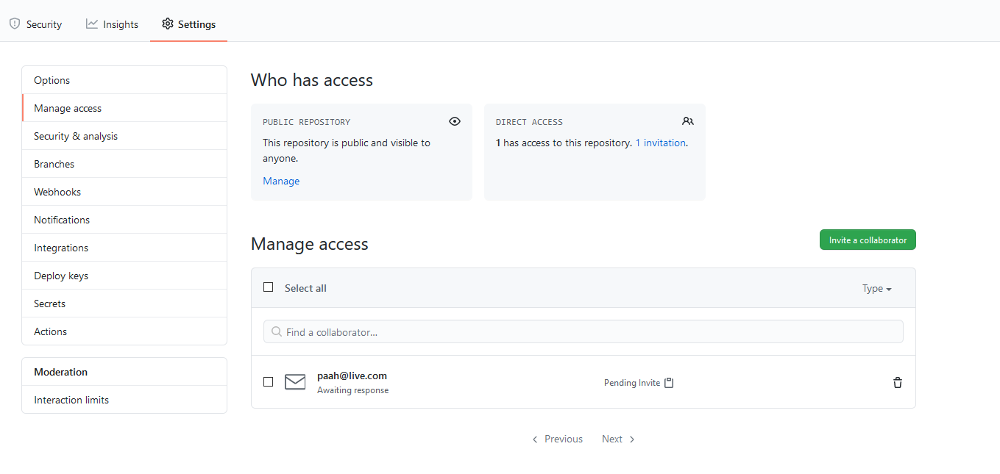 Security Insights Settings
Options
Manage access
Security & analysis
Branches
Webhooks
Notifications
Integrations
Deploy keys
Secrets
Actions
Moderation
Interaction limits
Who has access
PUBLIC REPOSITORY
This repository is public and visible to
anyone.
Manage
DIRECT ACCESS
1 has access to this repository. 1 invitation.
Manage access
Invite a collaborator
Select all
Type
Find a collaborator...
paah@live.com
Awaiting response
Pending Invite
Previous Next